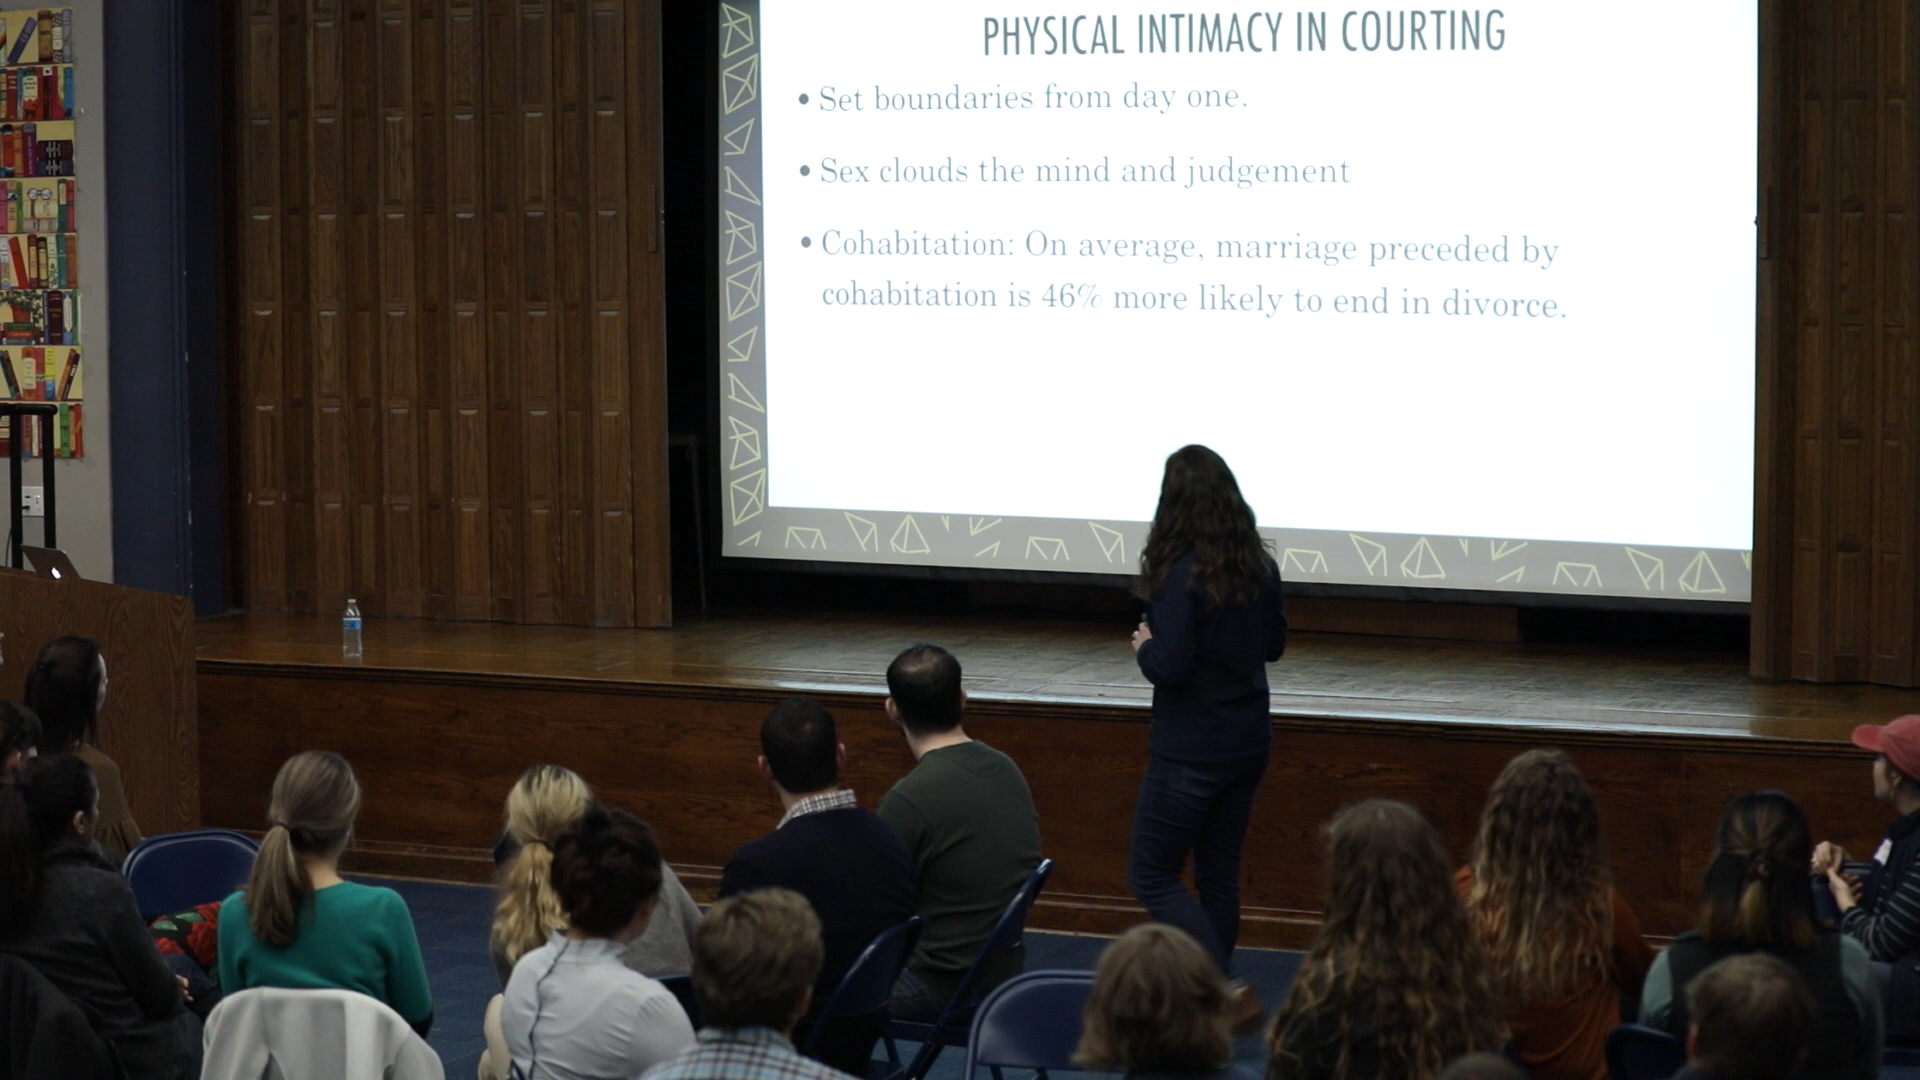 PHYSICAL INTIMACY IN COURTING
• Set boundaries from day one.
• Sex clouds the mind and judgement
• Cohabitation: On average, marriage preceded by
cohabitation is 46% more likely to end in divorce.